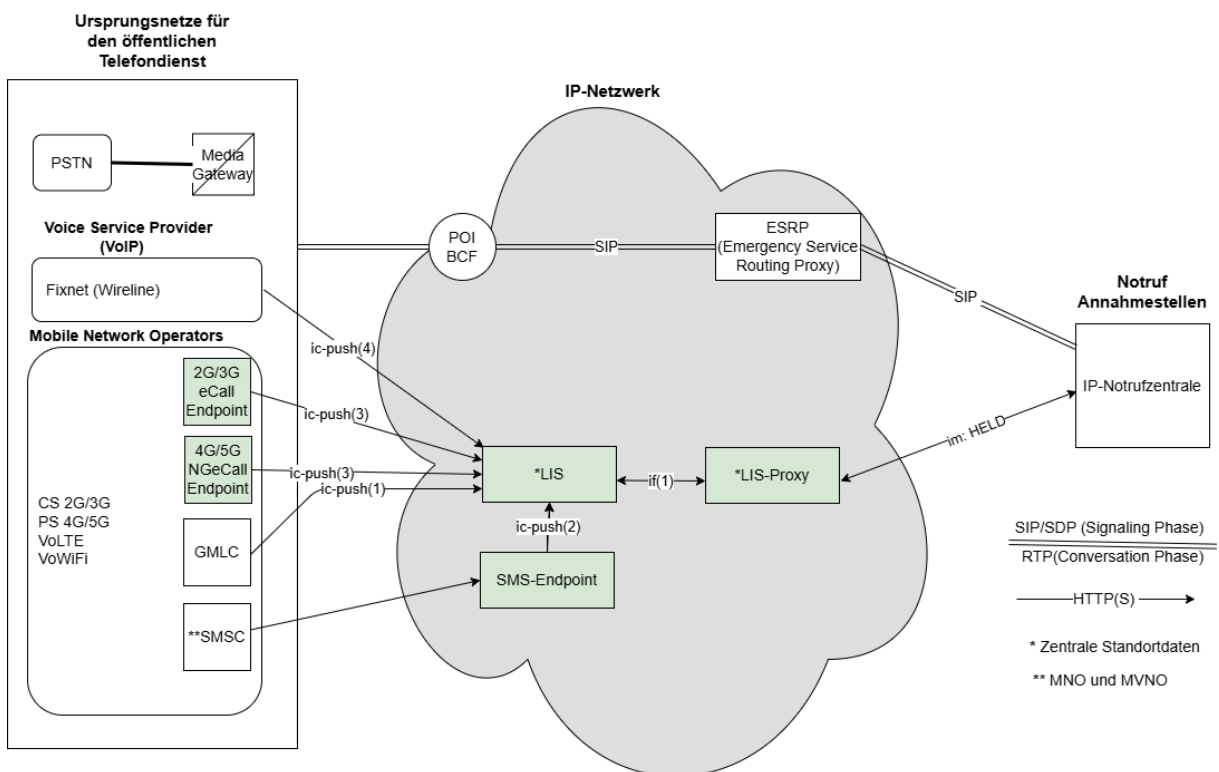 Ursprungsnetze für
den öffentlichen
Telefondienst
PSTN
Media
Gateway
Voice Service Provider
(VoIP)
Fixnet (Wireline)
Mobile Network Operators
2G/3G
eCall
Endpoint
4G/5G
NGeCall
Endpoint
CS 2G/3G
PS 4G/5G
VoLTE
VoWiFi
GMLC
**SMSC
ic-push(4)
ic-push(3)
ic-push(3)
ic-push(1)
IP-Netzwerk
POI
BCF
SIP
ESRP
(Emergency Service
Routing Proxy)
SIP
*LIS
if(1)
*LIS-Proxy
ic-push(2)
SMS-Endpoint
im: HELD
Notruf
Annahmestellen
IP-Notrufzentrale
SIP/SDP (Signaling Phase)
RTP(Conversation Phase)
HTTP(S)
* Zentrale Standortdaten
** MNO und MVNO